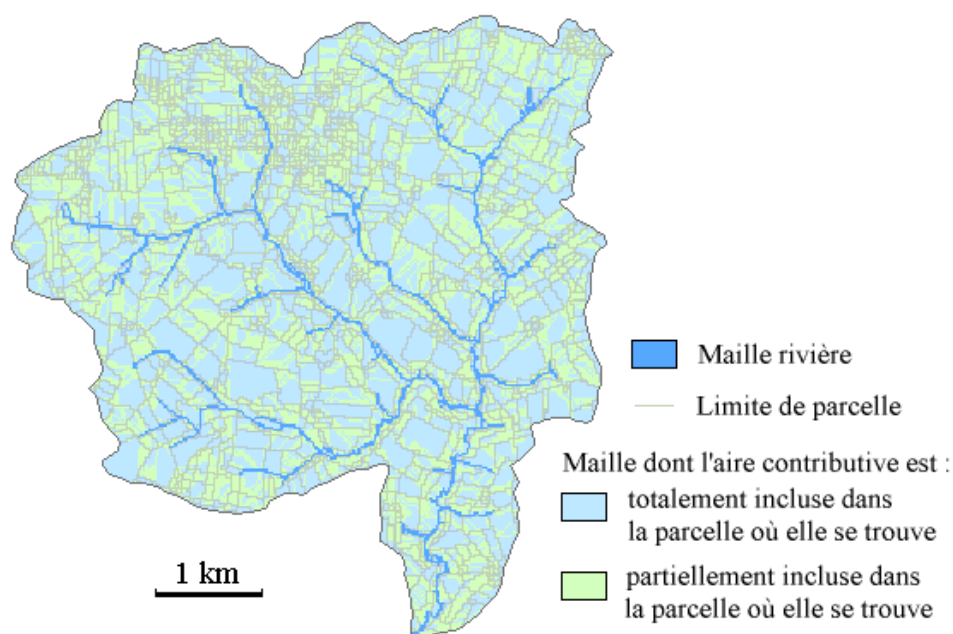 Maille rivière
Limite de parcelle
Maille dont l'aire contributive est :
totalement incluse dans
la parcelle où elle se trouve
partiellement incluse dans
la parcelle où elle se trouve
1 km